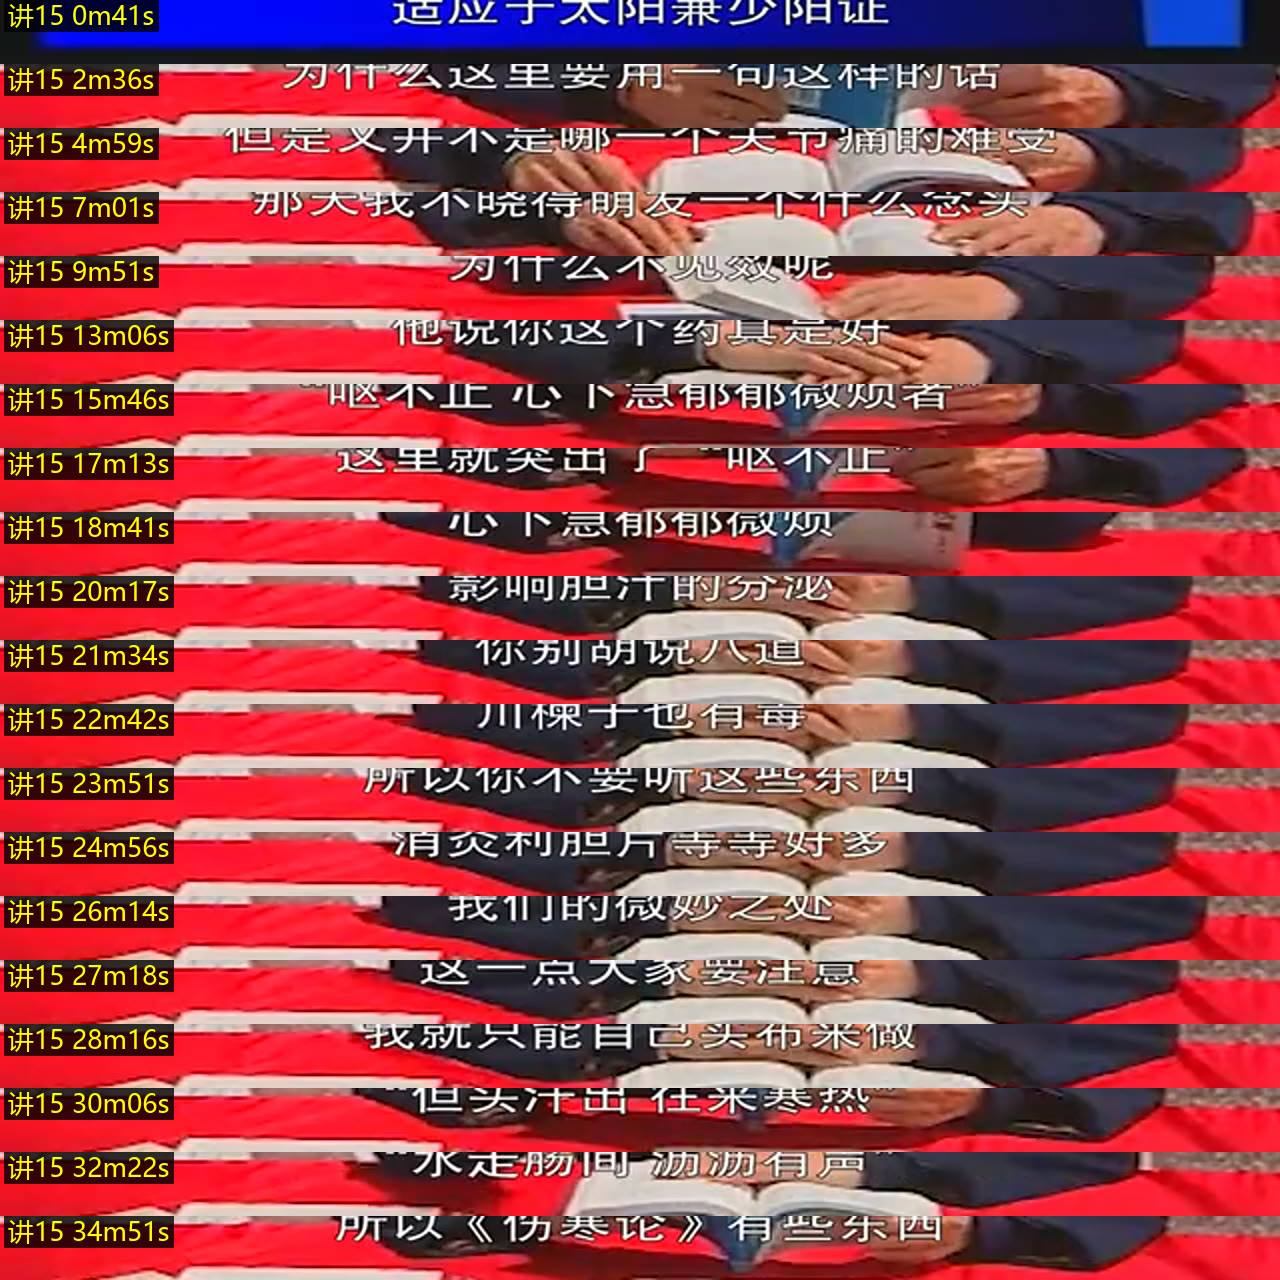 讲15 0m41s 适应于太阳兼少阳证
讲15 2m36s 为什么这里要用一句这样的话
讲15 4m59s 但是又并不是哪一个关节痛的难受
讲15 7m01s 那天我不晓得萌发一个什么念头
讲15 9m51s 为什么不见效呢
讲15 13m06s 他说你这个药真是好
讲15 15m46s “呕不止 心下急郁郁微烦者”
讲15 17m13s 这里就突出了 “呕不止”
讲15 18m41s 心下急郁郁微烦
讲15 20m17s 影响胆汁的分泌
讲15 21m34s 你别胡说八道
讲15 22m42s 川楝子也有毒
讲15 23m51s 所以你不要听这些东西
讲15 24m56s 消炎利胆片等等好多
讲15 26m14s 我们的微妙之处
讲15 27m18s 这一点大家要注意
讲15 28m16s 我就只能自己买布来做
讲15 30m06s “但头汗出 往来寒热”
讲15 32m22s “水走肠间 沥沥有声”
讲15 34m51s 所以《伤寒论》有些东西